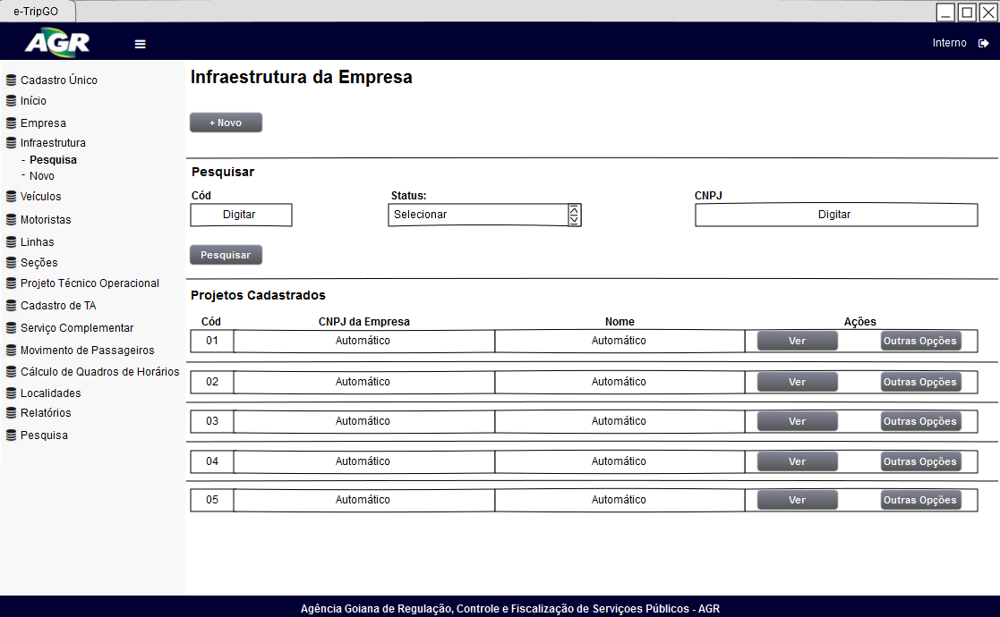 e-TripGO
AGR
Interno
Cadastro Único
Início
Empresa
Infraestrutura
- Pesquisa
- Novo
Veículos
Motoristas
Linhas
Seções
Projeto Técnico Operacional
Cadastro de TA
Serviço Complementar
Movimento de Passageiros
Cálculo de Quadros de Horários
Localidades
Relatórios
Pesquisa
Infraestrutura da Empresa
+ Novo
Pesquisar
Cód Status: CNPJ
Digitar Selecionar Digitar
Pesquisar
Projetos Cadastrados
Cód CNPJ da Empresa Nome Ações
01 Automático Automático Ver Outras Opções
02 Automático Automático Ver Outras Opções
03 Automático Automático Ver Outras Opções
04 Automático Automático Ver Outras Opções
05 Automático Automático Ver Outras Opções
Agência Goiana de Regulação, Controle e Fiscalização de Serviçoes Públicos - AGR